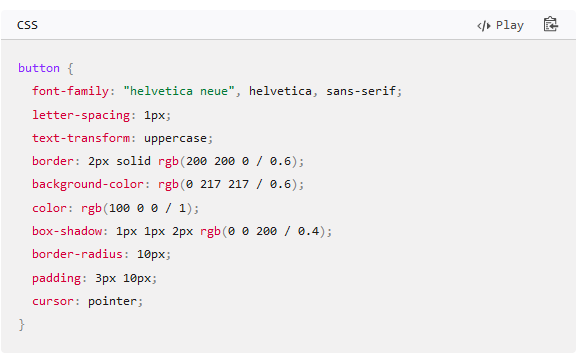 CSS
</> Play
button {
  font-family: "helvetica neue", helvetica, sans-serif;
  letter-spacing: 1px;
  text-transform: uppercase;
  border: 2px solid rgb(200 200 0 / 0.6);
  background-color: rgb(0 217 217 / 0.6);
  color: rgb(100 0 0 / 1);
  box-shadow: 1px 1px 2px rgb(0 0 200 / 0.4);
  border-radius: 10px;
  padding: 3px 10px;
  cursor: pointer;
}